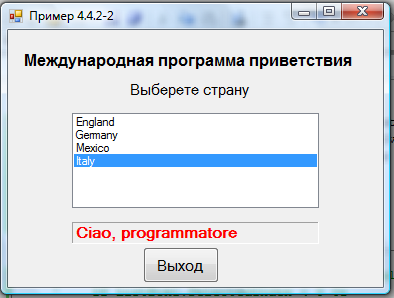 Пример 4.4.2-2
Международная программа приветствия
Выберете страну
England
Germany
Mexico
Italy
Ciao, programmatore
Выход